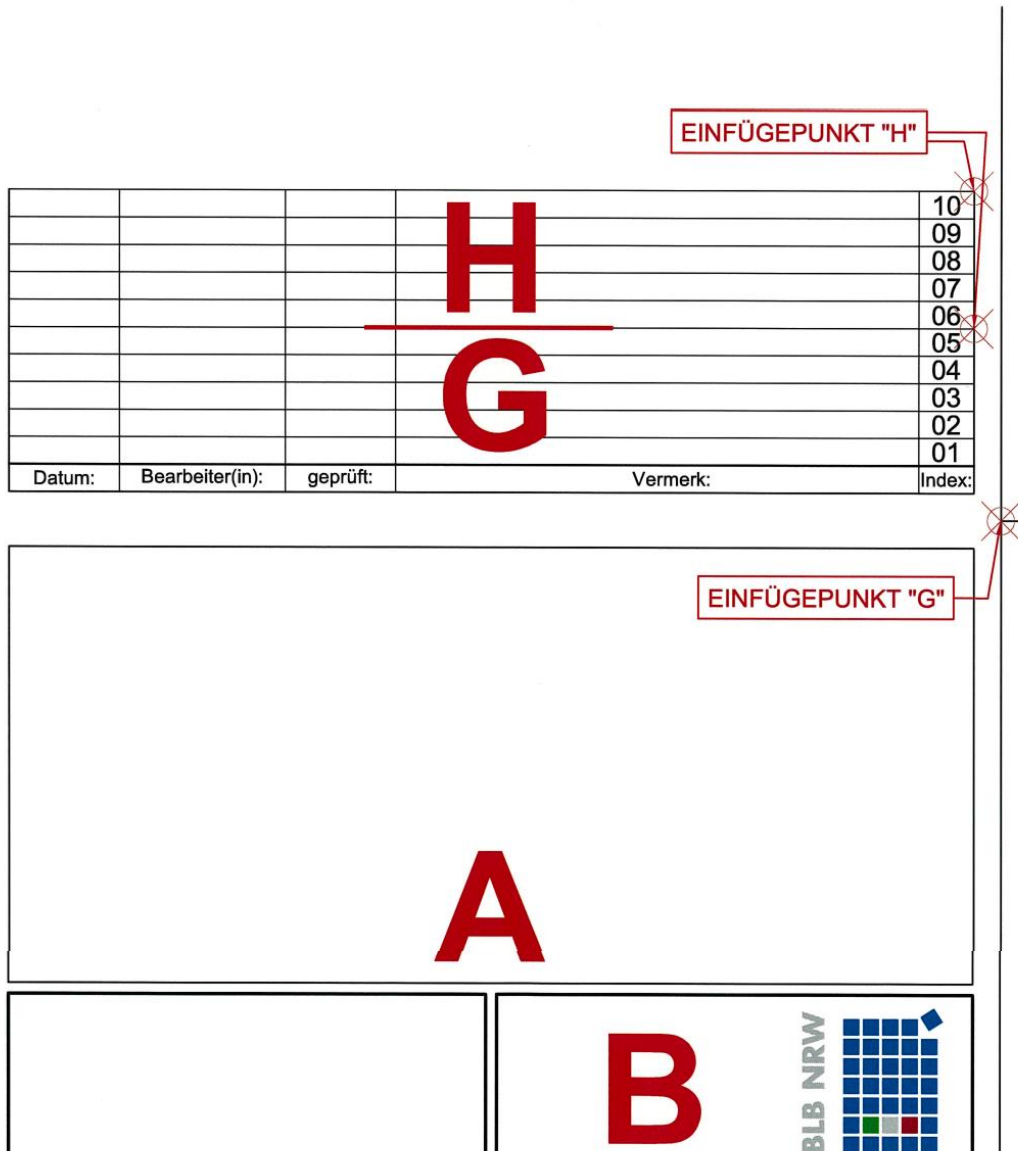 EINFÜGEPUNKT "H"
H
10
09
08
07
06
05
04
03
02
01
G
Datum: Bearbeiter(in): geprüft: Vermerk: Index:
EINFÜGEPUNKT "G"
A
B
BLB NRW